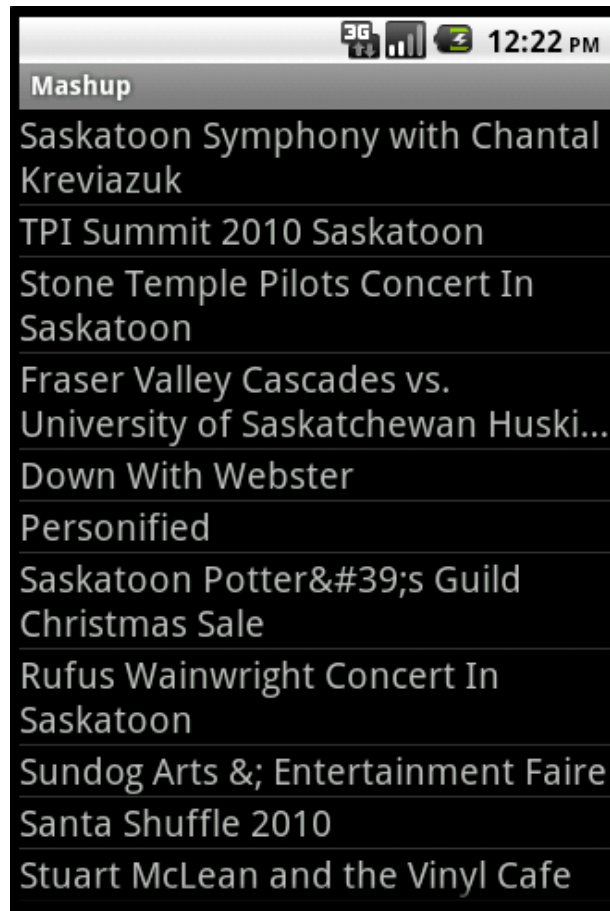 3G 12:22 PM
Mashup
Saskatoon Symphony with Chantal
Kreviazuk
TPI Summit 2010 Saskatoon
Stone Temple Pilots Concert In
Saskatoon
Fraser Valley Cascades vs.
University of Saskatchewan Huski...
Down With Webster
Personified
Saskatoon Potter&#39;s Guild
Christmas Sale
Rufus Wainwright Concert In
Saskatoon
Sundog Arts &; Entertainment Faire
Santa Shuffle 2010
Stuart McLean and the Vinyl Cafe